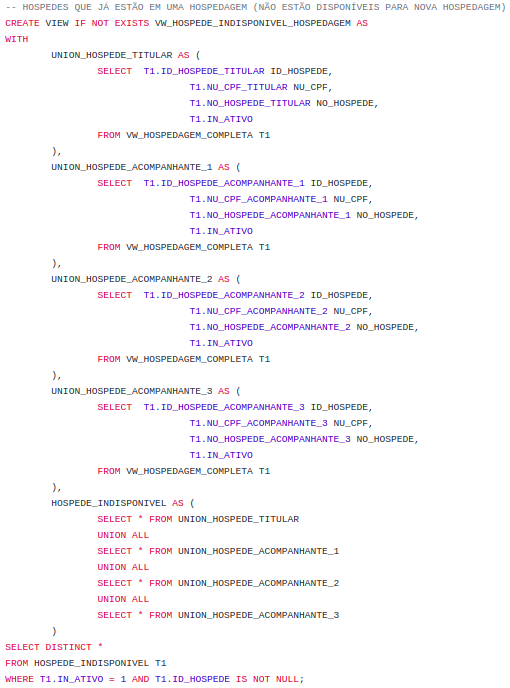 -- HOSPEDES QUE JÁ ESTÃO EM UMA HOSPEDAGEM (NÃO ESTÃO DISPONÍVEIS PARA NOVA HOSPEDAGEM)
CREATE VIEW IF NOT EXISTS VW_HOSPEDE_INDISPONIVEL_HOSPEDAGEM AS
WITH
UNION_HOSPEDE_TITULAR AS (
SELECT T1.ID_HOSPEDE_TITULAR ID_HOSPEDE,
T1.NU_CPF_TITULAR NU_CPF,
T1.NO_HOSPEDE_TITULAR NO_HOSPEDE,
T1.IN_ATIVO
FROM VW_HOSPEDAGEM_COMPLETA T1
),
UNION_HOSPEDE_ACOMPANHANTE_1 AS (
SELECT T1.ID_HOSPEDE_ACOMPANHANTE_1 ID_HOSPEDE,
T1.NU_CPF_ACOMPANHANTE_1 NU_CPF,
T1.NO_HOSPEDE_ACOMPANHANTE_1 NO_HOSPEDE,
T1.IN_ATIVO
FROM VW_HOSPEDAGEM_COMPLETA T1
),
UNION_HOSPEDE_ACOMPANHANTE_2 AS (
SELECT T1.ID_HOSPEDE_ACOMPANHANTE_2 ID_HOSPEDE,
T1.NU_CPF_ACOMPANHANTE_2 NU_CPF,
T1.NO_HOSPEDE_ACOMPANHANTE_2 NO_HOSPEDE,
T1.IN_ATIVO
FROM VW_HOSPEDAGEM_COMPLETA T1
),
UNION_HOSPEDE_ACOMPANHANTE_3 AS (
SELECT T1.ID_HOSPEDE_ACOMPANHANTE_3 ID_HOSPEDE,
T1.NU_CPF_ACOMPANHANTE_3 NU_CPF,
T1.NO_HOSPEDE_ACOMPANHANTE_3 NO_HOSPEDE,
T1.IN_ATIVO
FROM VW_HOSPEDAGEM_COMPLETA T1
),
HOSPEDE_INDISPONIVEL AS (
SELECT * FROM UNION_HOSPEDE_TITULAR
UNION ALL
SELECT * FROM UNION_HOSPEDE_ACOMPANHANTE_1
UNION ALL
SELECT * FROM UNION_HOSPEDE_ACOMPANHANTE_2
UNION ALL
SELECT * FROM UNION_HOSPEDE_ACOMPANHANTE_3
)
SELECT DISTINCT *
FROM HOSPEDE_INDISPONIVEL T1
WHERE T1.IN_ATIVO = 1 AND T1.ID_HOSPEDE IS NOT NULL;